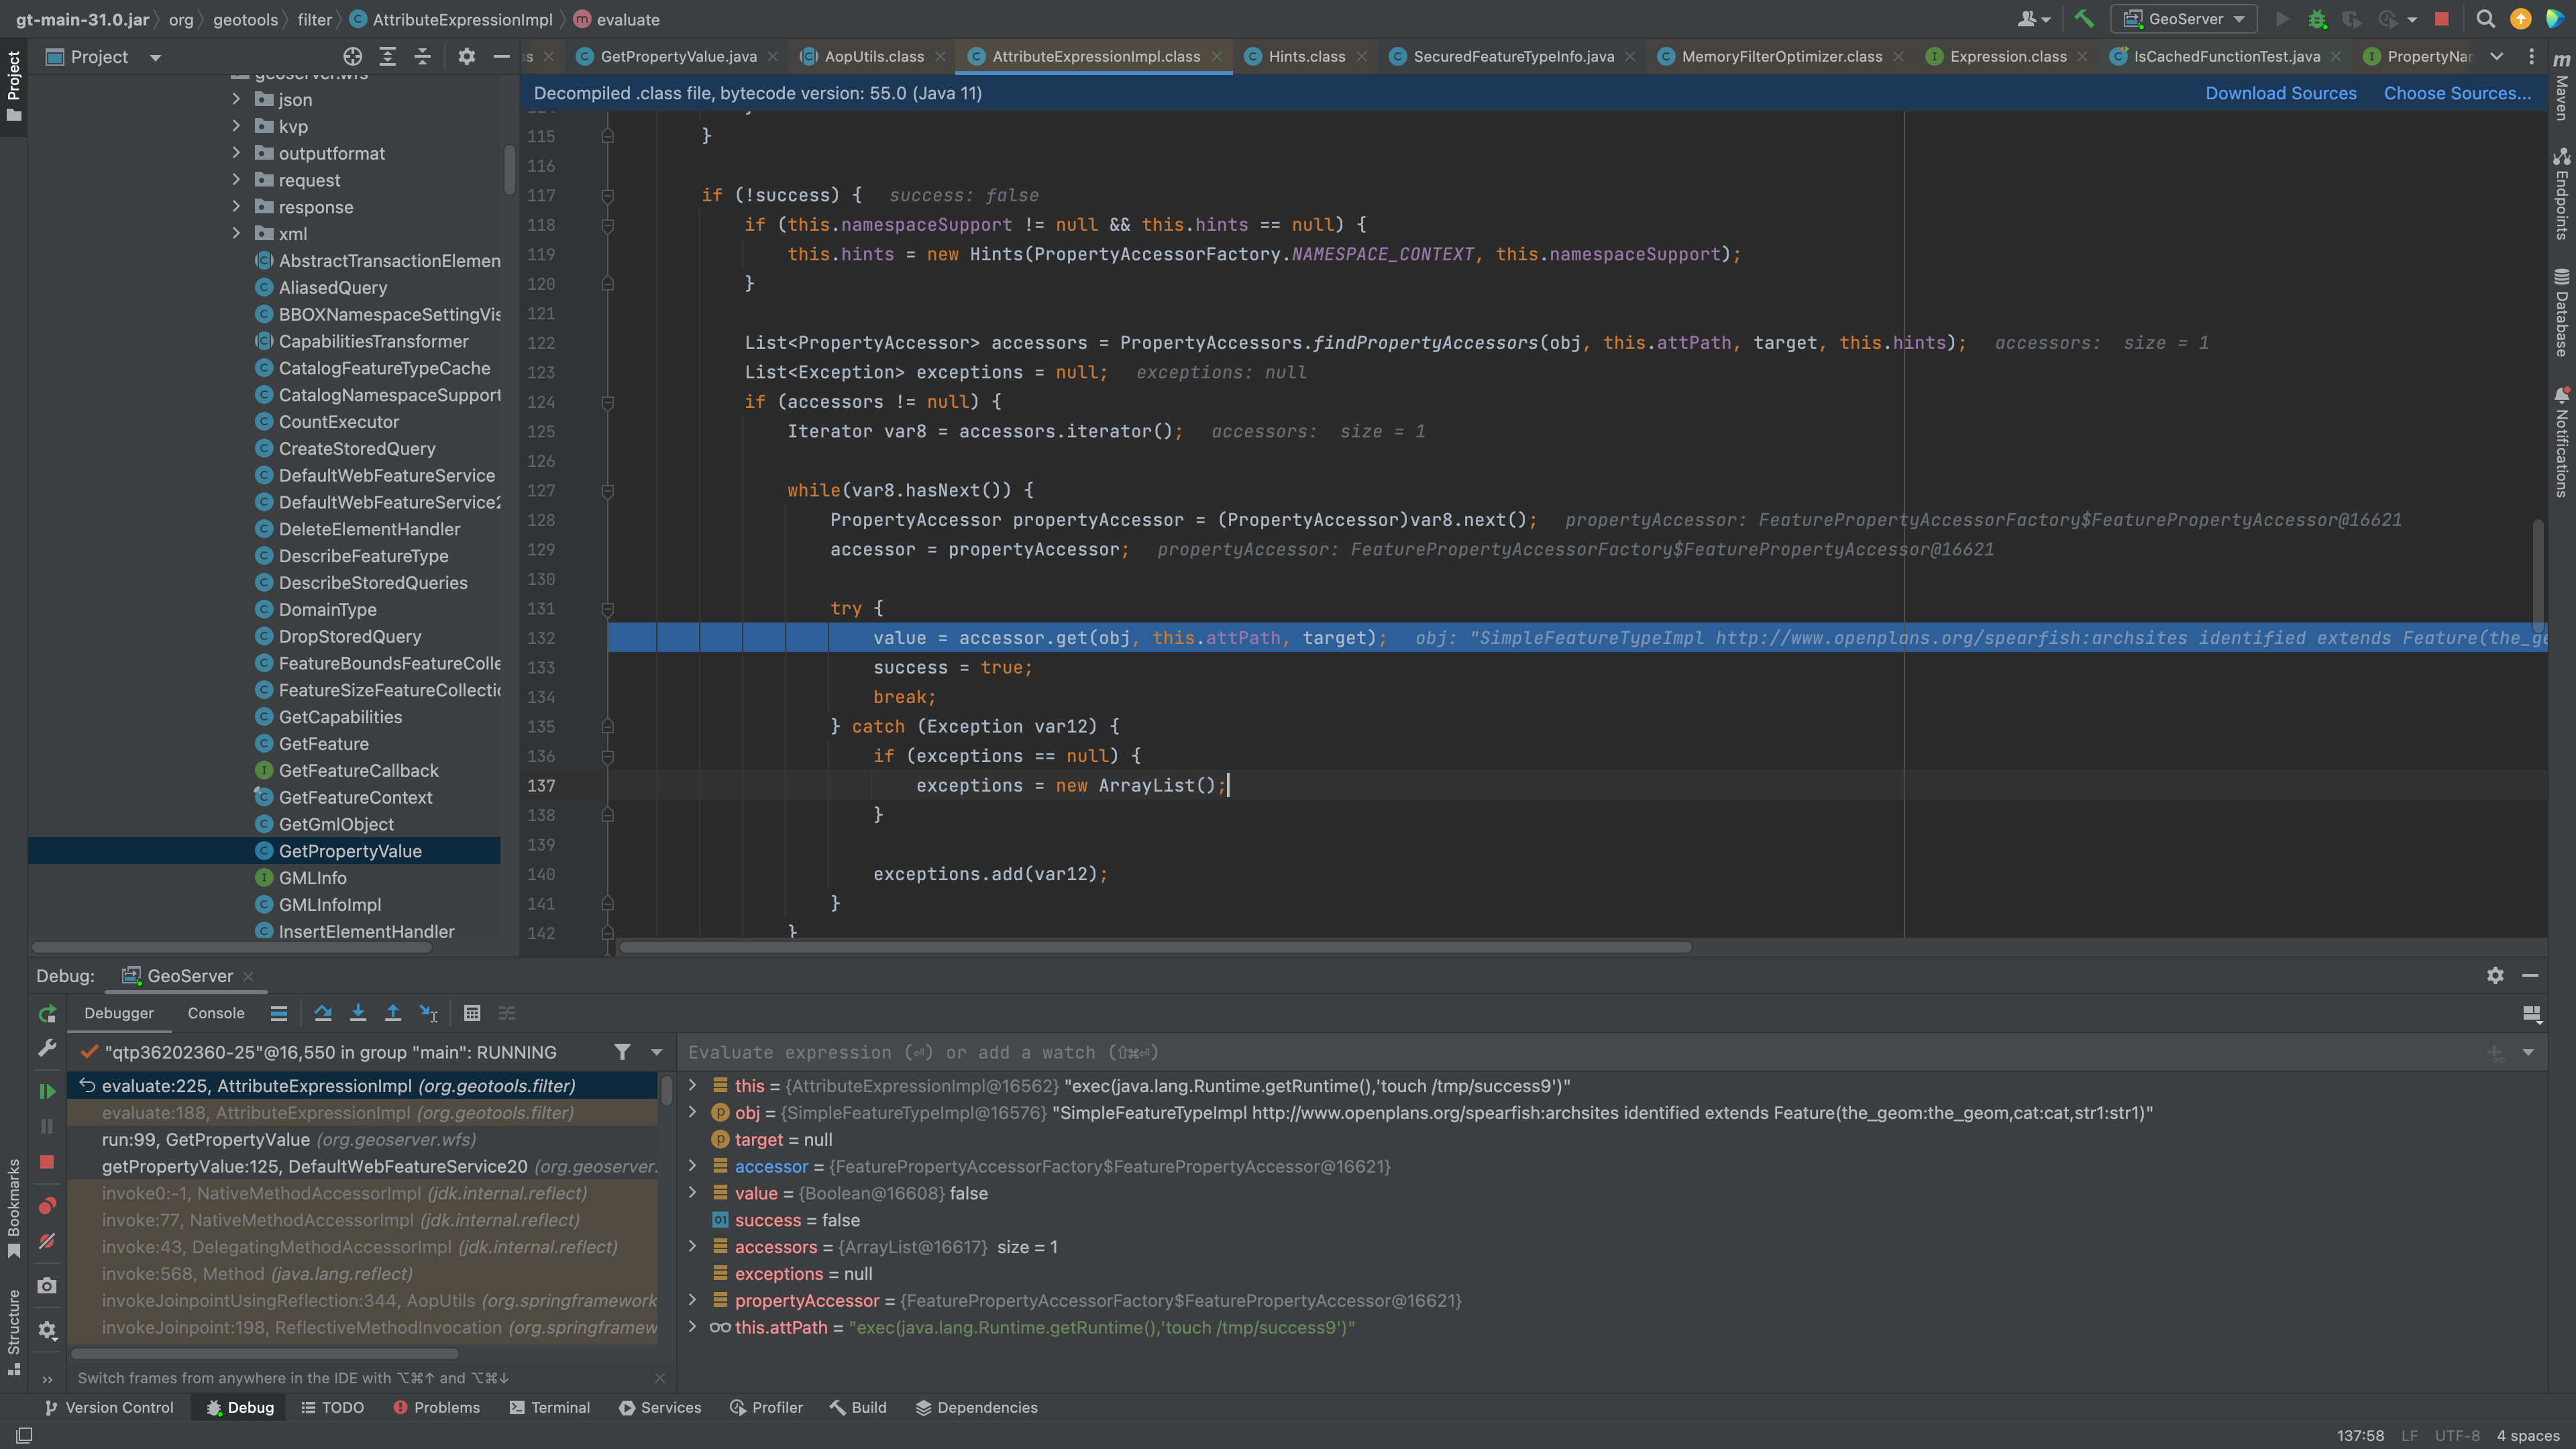 gt-main-31.0.jar org geotools filter AttributeExpressionImpl evaluate
GeoServer
Project
GetPropertyValue.java AopUtils.class AttributeExpressionImpl.class Hints.class SecuredFeatureTypeInfo.java MemoryFilterOptimizer.class Expression.class IsCachedFunctionTest.java PropertyNam
Decompiled .class file, bytecode version: 55.0 (Java 11)
Download Sources Choose Sources...
Project
Bookmarks
Structure
Maven
Endpoints
Database
Notifications
geoserver.wfs
json
kvp
outputformat
request
response
xml
AbstractTransactionElemen
AliasedQuery
BBOXNamespaceSettingVis
CapabilitiesTransformer
CatalogFeatureTypeCache
CatalogNamespaceSupport
CountExecutor
CreateStoredQuery
DefaultWebFeatureService
DefaultWebFeatureService2
DeleteElementHandler
DescribeFeatureType
DescribeStoredQueries
DomainType
DropStoredQuery
FeatureBoundsFeatureColle
FeatureSizeFeatureCollectio
GetCapabilities
GetFeature
GetFeatureCallback
GetFeatureContext
GetGmlObject
GetPropertyValue
GMLInfo
GMLInfoImpl
InsertElementHandler
115 }
116
117 if (!success) { success: false
118 if (this.namespaceSupport != null && this.hints == null) {
119 this.hints = new Hints(PropertyAccessorFactory.NAMESPACE_CONTEXT, this.namespaceSupport);
120 }
121
122 List<PropertyAccessor> accessors = PropertyAccessors.findPropertyAccessors(obj, this.attPath, target, this.hints); accessors: size = 1
123 List<Exception> exceptions = null; exceptions: null
124 if (accessors != null) {
125 Iterator var8 = accessors.iterator(); accessors: size = 1
126
127 while(var8.hasNext()) {
128 PropertyAccessor propertyAccessor = (PropertyAccessor)var8.next(); propertyAccessor: FeaturePropertyAccessorFactory$FeaturePropertyAccessor@16621
129 accessor = propertyAccessor; propertyAccessor: FeaturePropertyAccessorFactory$FeaturePropertyAccessor@16621
130
131 try {
132 value = accessor.get(obj, this.attPath, target); obj: "SimpleFeatureTypeImpl http://www.openplans.org/spearfish:archsites identified extends Feature(the_ge
133 success = true;
134 break;
135 } catch (Exception var12) {
136 if (exceptions == null) {
137 exceptions = new ArrayList();
138 }
139
140 exceptions.add(var12);
141 }
142 }
Debug: GeoServer
Debugger Console
"qtp36202360-25"@16,550 in group "main": RUNNING
evaluate:225, AttributeExpressionImpl (org.geotools.filter)
evaluate:188, AttributeExpressionImpl (org.geotools.filter)
run:99, GetPropertyValue (org.geoserver.wfs)
getPropertyValue:125, DefaultWebFeatureService20 (org.geoserver.
invoke0:-1, NativeMethodAccessorImpl (jdk.internal.reflect)
invoke:77, NativeMethodAccessorImpl (jdk.internal.reflect)
invoke:43, DelegatingMethodAccessorImpl (jdk.internal.reflect)
invoke:568, Method (java.lang.reflect)
invokeJoinpointUsingReflection:344, AopUtils (org.springframework
invokeJoinpoint:198, ReflectiveMethodInvocation (org.springframew
Switch frames from anywhere in the IDE with ⌥⌘↑ and ⌥⌘↓
Evaluate expression (⏎) or add a watch (⇧⌘⏎)
this = {AttributeExpressionImpl@16562} "exec(java.lang.Runtime.getRuntime(),'touch /tmp/success9')"
obj = {SimpleFeatureTypeImpl@16576} "SimpleFeatureTypeImpl http://www.openplans.org/spearfish:archsites identified extends Feature(the_geom:the_geom,cat:cat,str1:str1)"
target = null
accessor = {FeaturePropertyAccessorFactory$FeaturePropertyAccessor@16621}
value = {Boolean@16608} false
success = false
accessors = {ArrayList@16617} size = 1
exceptions = null
propertyAccessor = {FeaturePropertyAccessorFactory$FeaturePropertyAccessor@16621}
this.attPath = "exec(java.lang.Runtime.getRuntime(),'touch /tmp/success9')"
Version Control Debug TODO Problems Terminal Services Profiler Build Dependencies
137:58 LF UTF-8 4 spaces